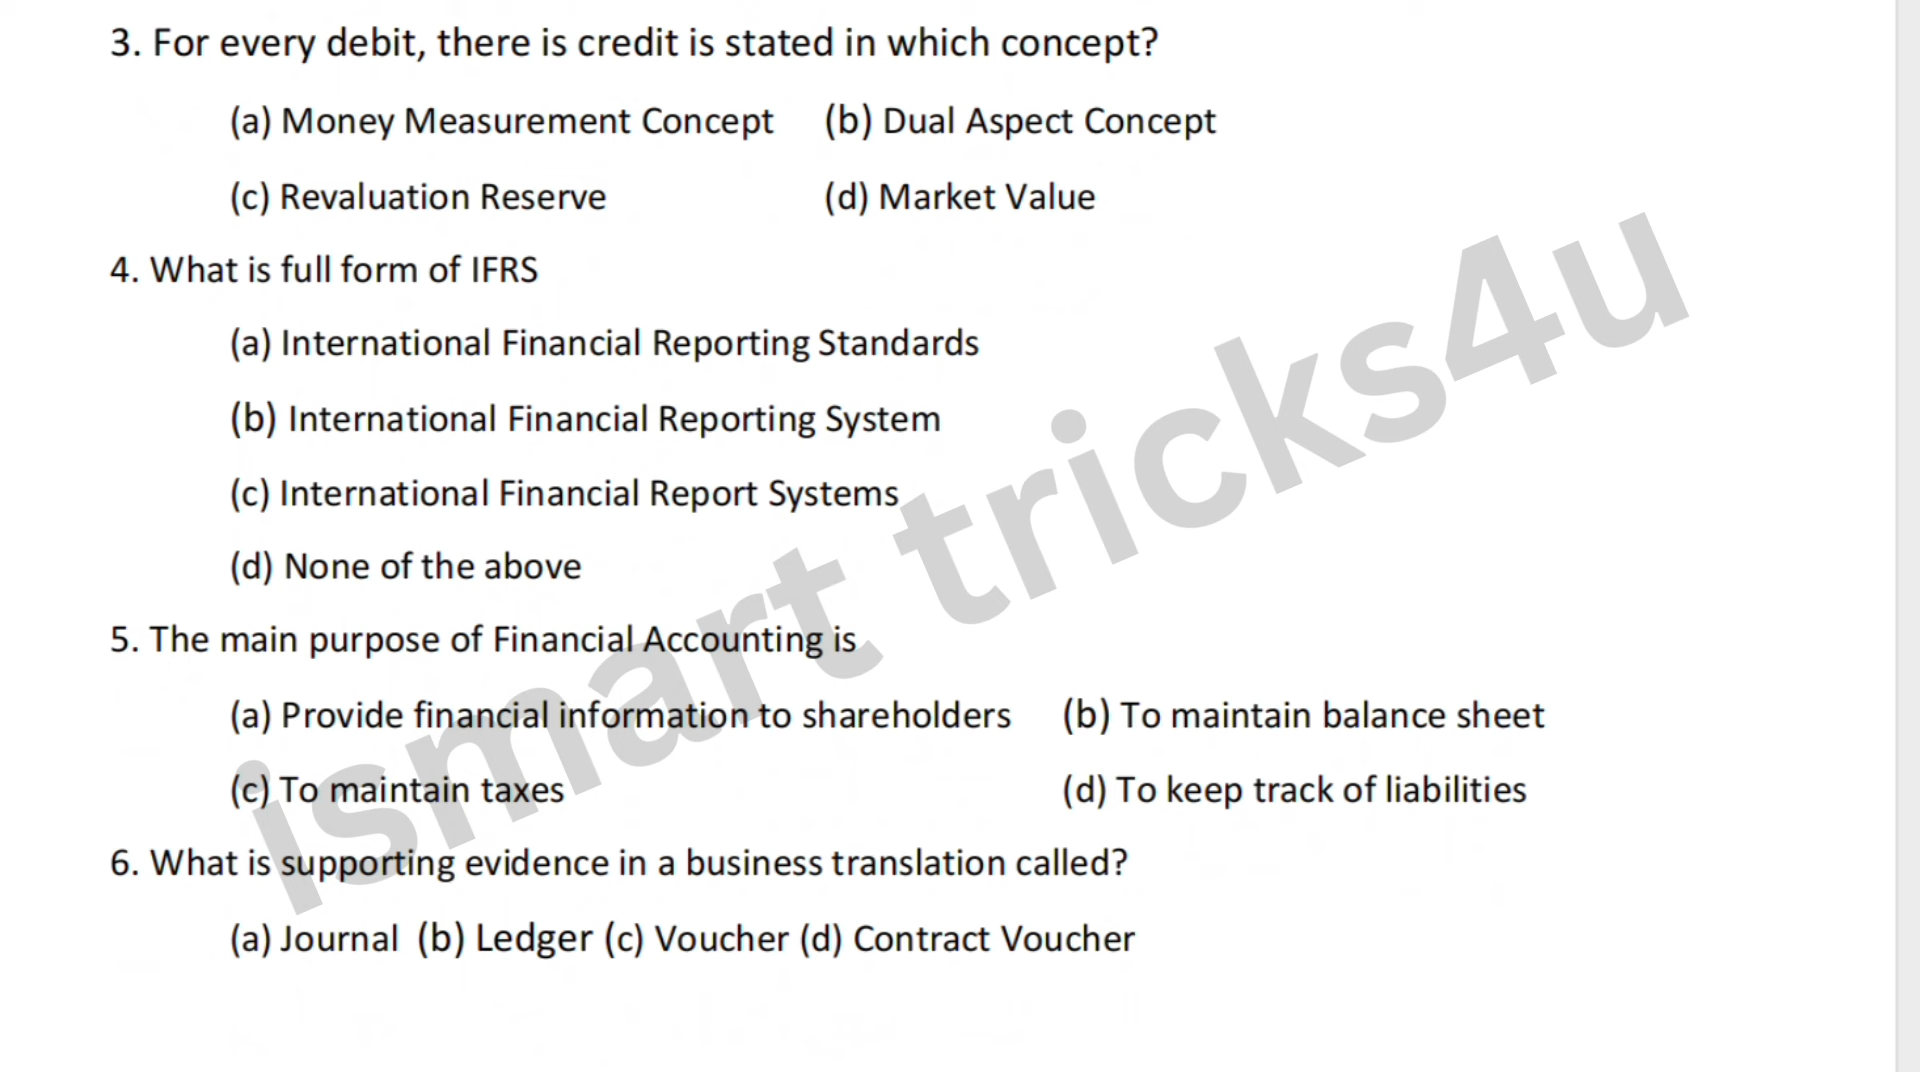 3. For every debit, there is credit is stated in which concept?
(a) Money Measurement Concept (b) Dual Aspect Concept
(c) Revaluation Reserve (d) Market Value
4. What is full form of IFRS
(a) International Financial Reporting Standards
(b) International Financial Reporting System
(c) International Financial Report Systems
(d) None of the above
5. The main purpose of Financial Accounting is
(a) Provide financial information to shareholders (b) To maintain balance sheet
(c) To maintain taxes (d) To keep track of liabilities
6. What is supporting evidence in a business translation called?
(a) Journal (b) Ledger (c) Voucher (d) Contract Voucher
ismart tricks4u